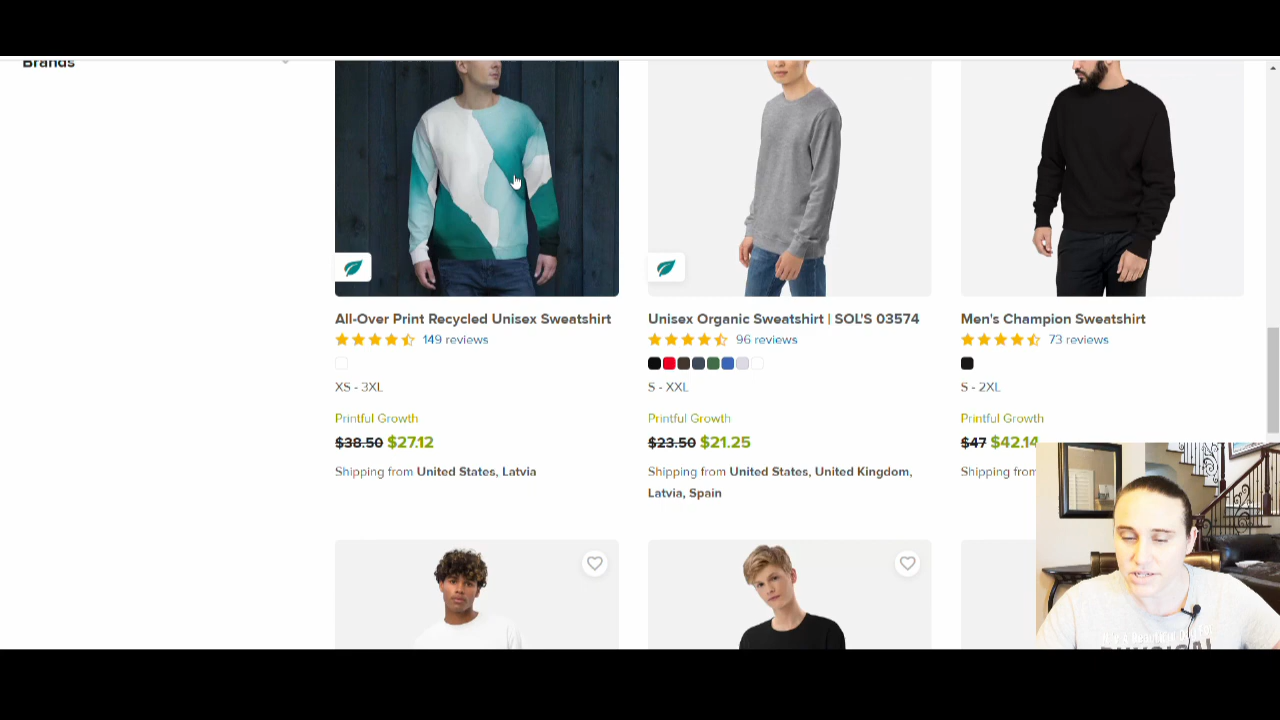 Brands
All-Over Print Recycled Unisex Sweatshirt
149 reviews
XS - 3XL
Printful Growth
$38.50 $27.12
Shipping from United States, Latvia
Unisex Organic Sweatshirt | SOL'S 03574
96 reviews
S - XXL
Printful Growth
$23.50 $21.25
Shipping from United States, United Kingdom,
Latvia, Spain
Men's Champion Sweatshirt
73 reviews
S - 2XL
Printful Growth
$47 $42.14
Shipping from